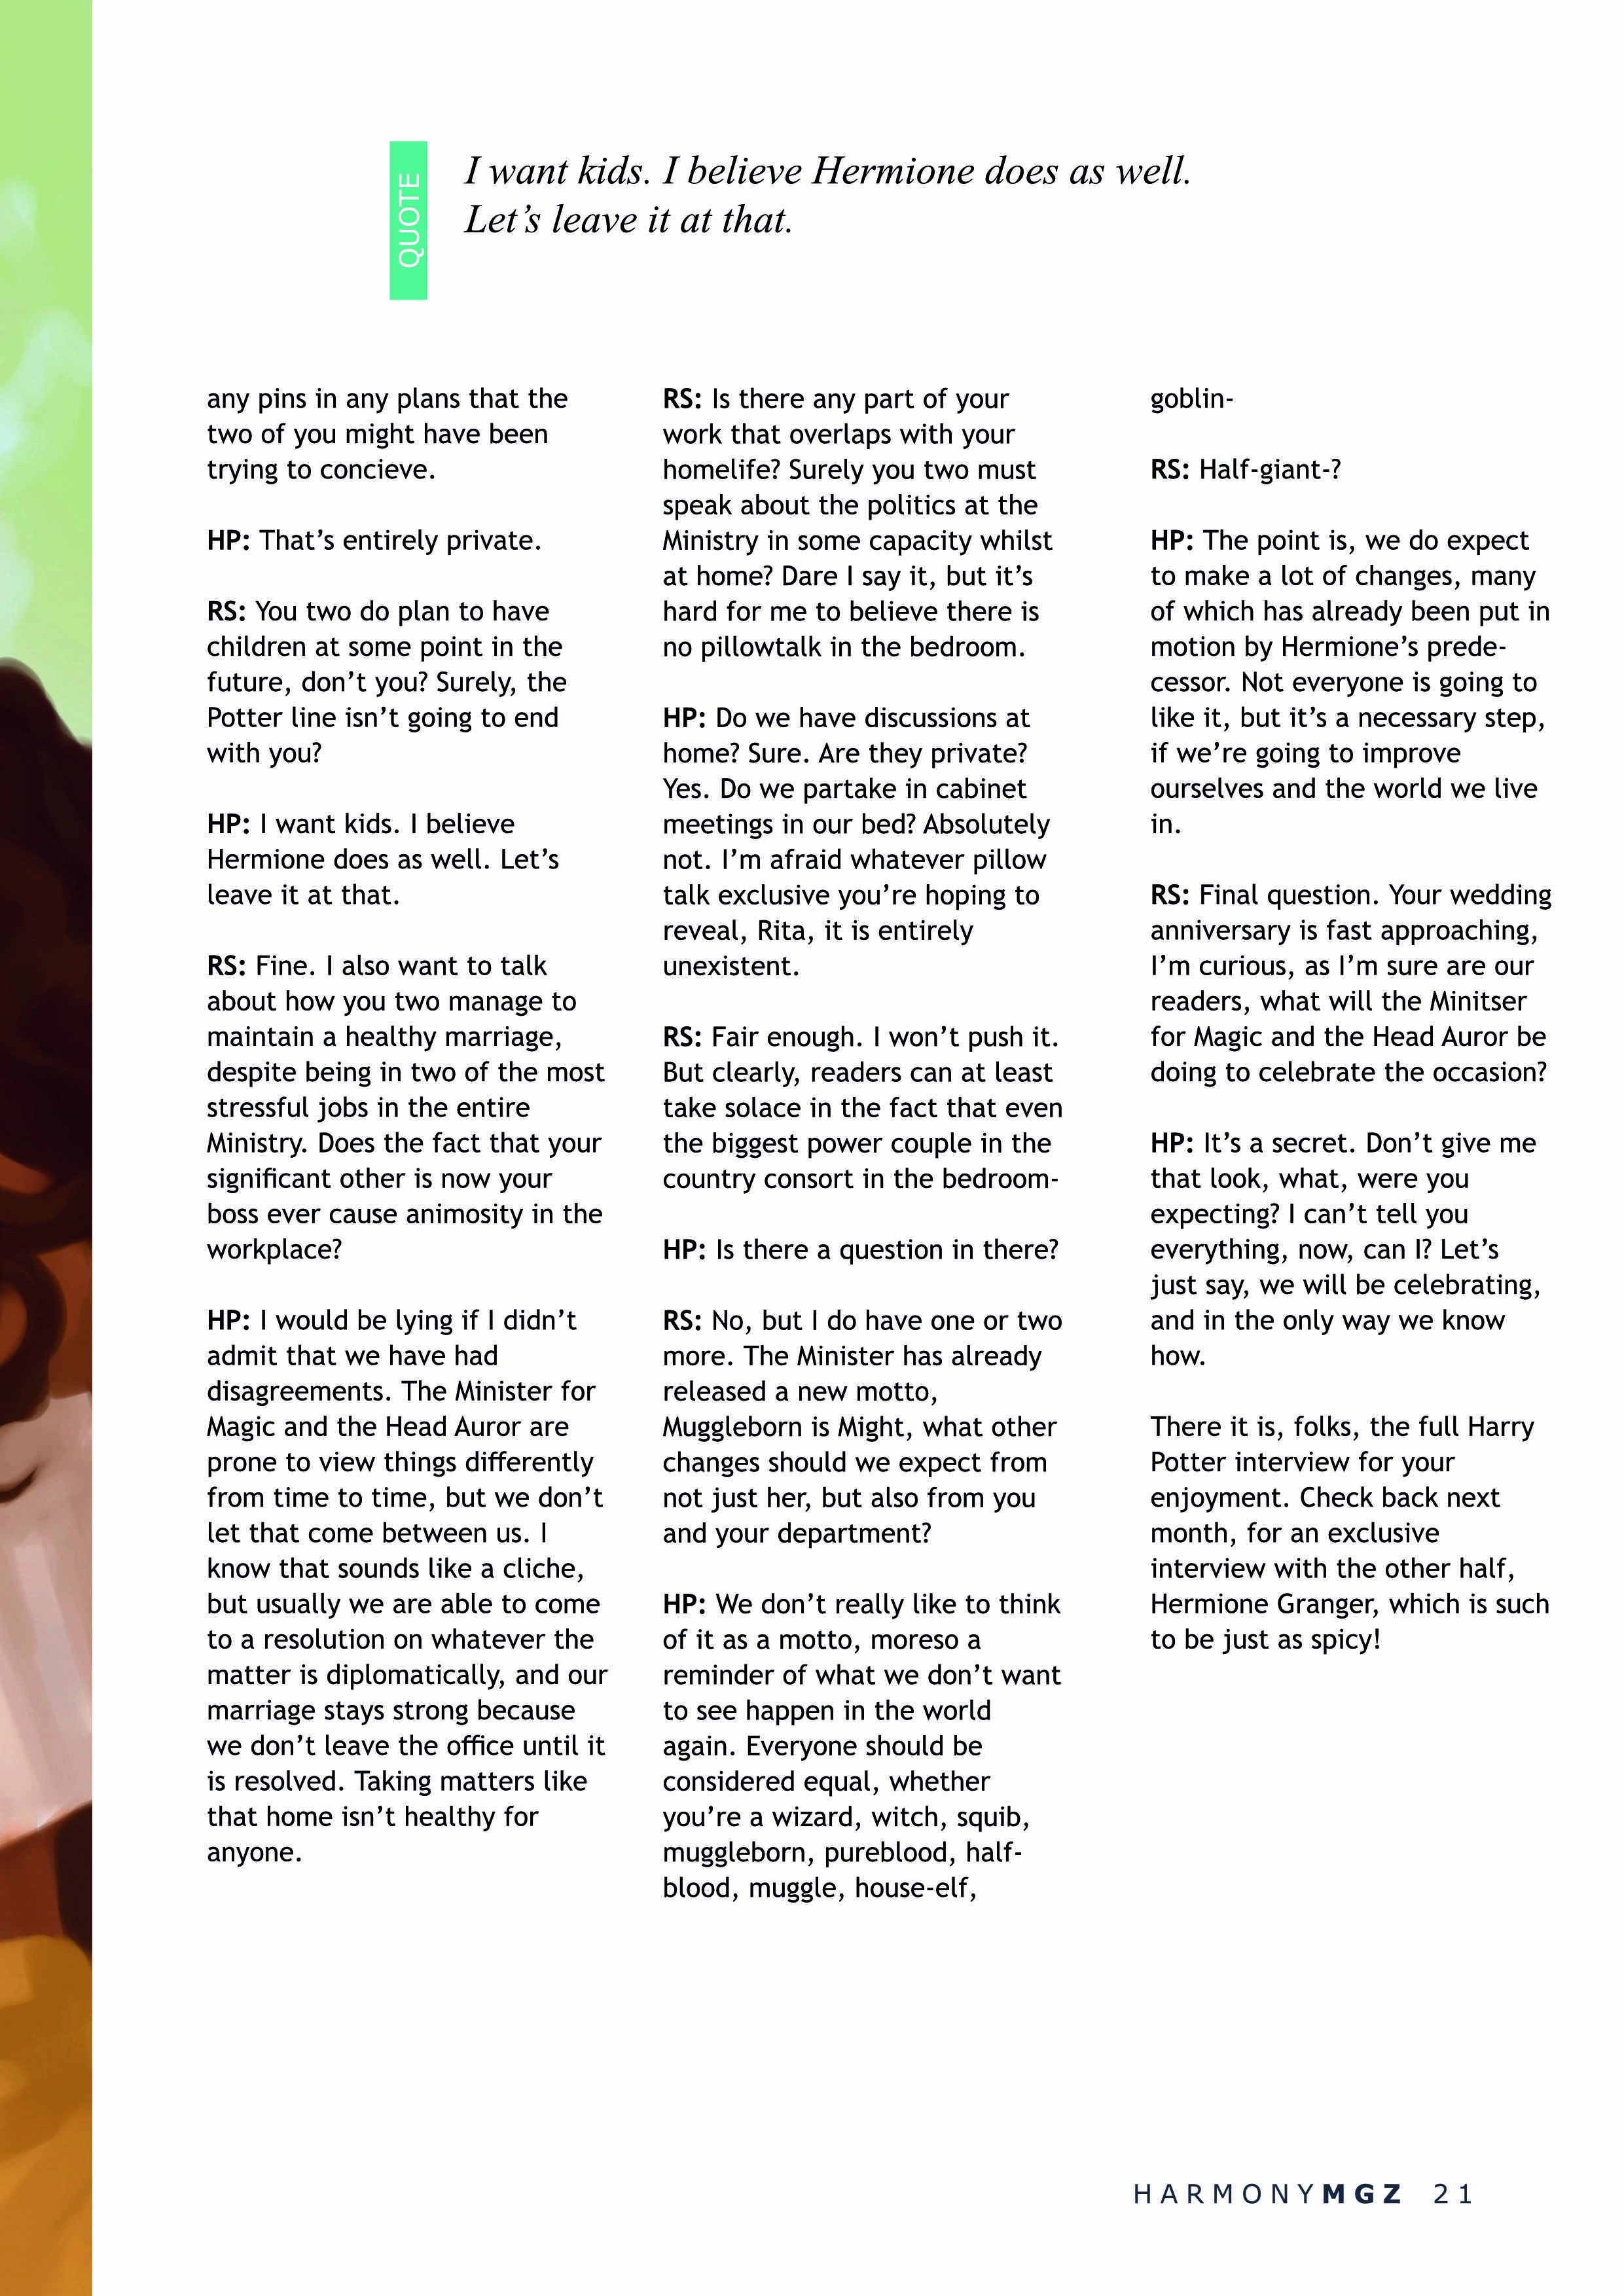 QUOTE
I want kids. I believe Hermione does as well.
Let’s leave it at that.
any pins in any plans that the
two of you might have been
trying to concieve.
HP: That’s entirely private.
RS: You two do plan to have
children at some point in the
future, don’t you? Surely, the
Potter line isn’t going to end
with you?
HP: I want kids. I believe
Hermione does as well. Let’s
leave it at that.
RS: Fine. I also want to talk
about how you two manage to
maintain a healthy marriage,
despite being in two of the most
stressful jobs in the entire
Ministry. Does the fact that your
significant other is now your
boss ever cause animosity in the
workplace?
HP: I would be lying if I didn’t
admit that we have had
disagreements. The Minister for
Magic and the Head Auror are
prone to view things differently
from time to time, but we don’t
let that come between us. I
know that sounds like a cliche,
but usually we are able to come
to a resolution on whatever the
matter is diplomatically, and our
marriage stays strong because
we don’t leave the office until it
is resolved. Taking matters like
that home isn’t healthy for
anyone.
RS: Is there any part of your
work that overlaps with your
homelife? Surely you two must
speak about the politics at the
Ministry in some capacity whilst
at home? Dare I say it, but it’s
hard for me to believe there is
no pillowtalk in the bedroom.
HP: Do we have discussions at
home? Sure. Are they private?
Yes. Do we partake in cabinet
meetings in our bed? Absolutely
not. I’m afraid whatever pillow
talk exclusive you’re hoping to
reveal, Rita, it is entirely
unexistent.
RS: Fair enough. I won’t push it.
But clearly, readers can at least
take solace in the fact that even
the biggest power couple in the
country consort in the bedroom-
HP: Is there a question in there?
RS: No, but I do have one or two
more. The Minister has already
released a new motto,
Muggleborn is Might, what other
changes should we expect from
not just her, but also from you
and your department?
HP: We don’t really like to think
of it as a motto, moreso a
reminder of what we don’t want
to see happen in the world
again. Everyone should be
considered equal, whether
you’re a wizard, witch, squib,
muggleborn, pureblood, half-
blood, muggle, house-elf,
goblin-
RS: Half-giant-?
HP: The point is, we do expect
to make a lot of changes, many
of which has already been put in
motion by Hermione’s prede-
cessor. Not everyone is going to
like it, but it’s a necessary step,
if we’re going to improve
ourselves and the world we live
in.
RS: Final question. Your wedding
anniversary is fast approaching,
I’m curious, as I’m sure are our
readers, what will the Minitser
for Magic and the Head Auror be
doing to celebrate the occasion?
HP: It’s a secret. Don’t give me
that look, what, were you
expecting? I can’t tell you
everything, now, can I? Let’s
just say, we will be celebrating,
and in the only way we know
how.
There it is, folks, the full Harry
Potter interview for your
enjoyment. Check back next
month, for an exclusive
interview with the other half,
Hermione Granger, which is such
to be just as spicy!
HARMONYMGZ 21